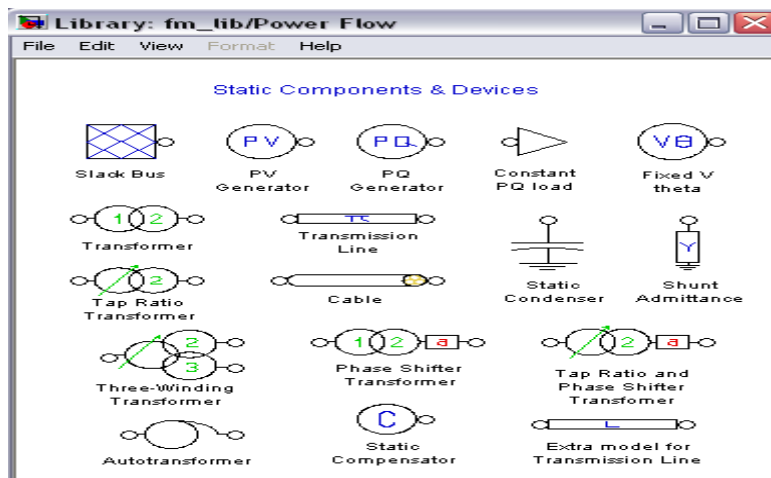 Library: fm_lib/Power Flow
File Edit View Format Help
Static Components & Devices
PV
PQ
VΘ
Slack Bus
PV
Generator
PQ
Generator
Constant
PQ load
Fixed V
theta
1 2
π
Y
Transformer
Transmission
Line
2
Static
Condenser
Shunt
Admittance
Tap Ratio
Transformer
Cable
2
3
1 2 a
2 a
Three-Winding
Transformer
Phase Shifter
Transformer
Tap Ratio and
Phase Shifter
Transfomer
C
L
Autotransformer
Static
Compensator
Extra model for
Transmission Line